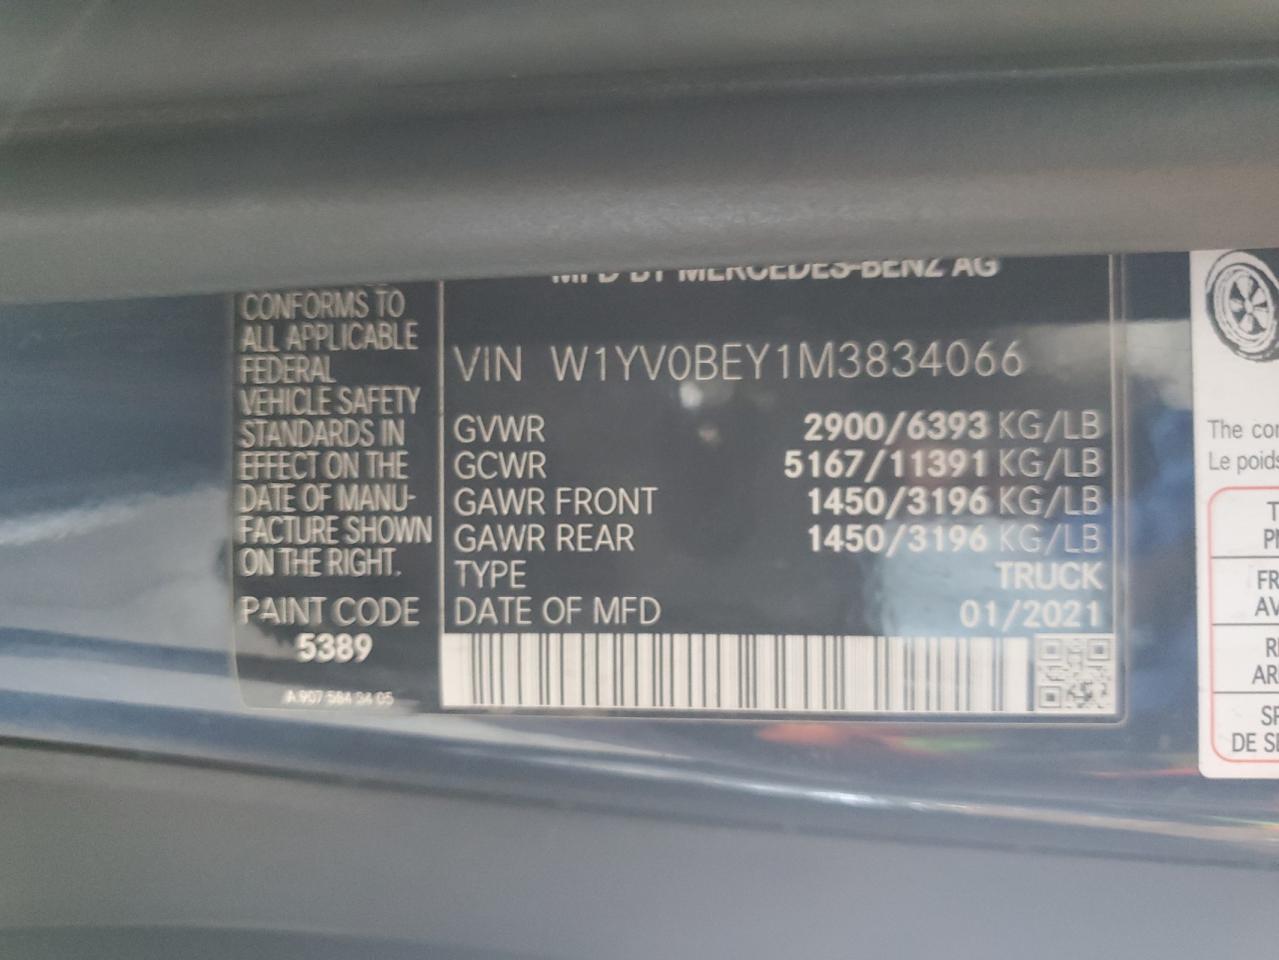 MFD BY MERCEDES-BENZ AG
CONFORMS TO
ALL APPLICABLE
FEDERAL
VEHICLE SAFETY
STANDARDS IN
EFFECT ON THE
DATE OF MANU-
FACTURE SHOWN
ON THE RIGHT.
PAINT CODE
5389
A 907 584 34 05
VIN W1YV0BEY1M3834066
GVWR 2900/6393 KG/LB
GCWR 5167/11391 KG/LB
GAWR FRONT 1450/3196 KG/LB
GAWR REAR 1450/3196 KG/LB
TYPE TRUCK
DATE OF MFD 01/2021
The
Le poids
DE